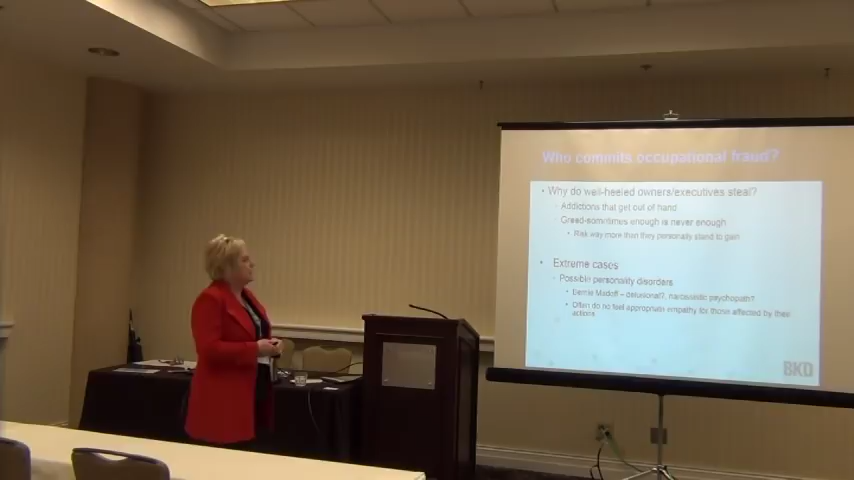 Who commits occupational fraud?
Why do well-heeled owners/executives steal?
Addictions that get out of hand
Greed-sometimes enough is never enough
Risk way more than they personally stand to gain
Extreme cases
Possible personality disorders
Bernie Madoff – delusional?, narcissistic psychopath?
Often do no feel appropriate empathy for those affected by their
actions
BKD